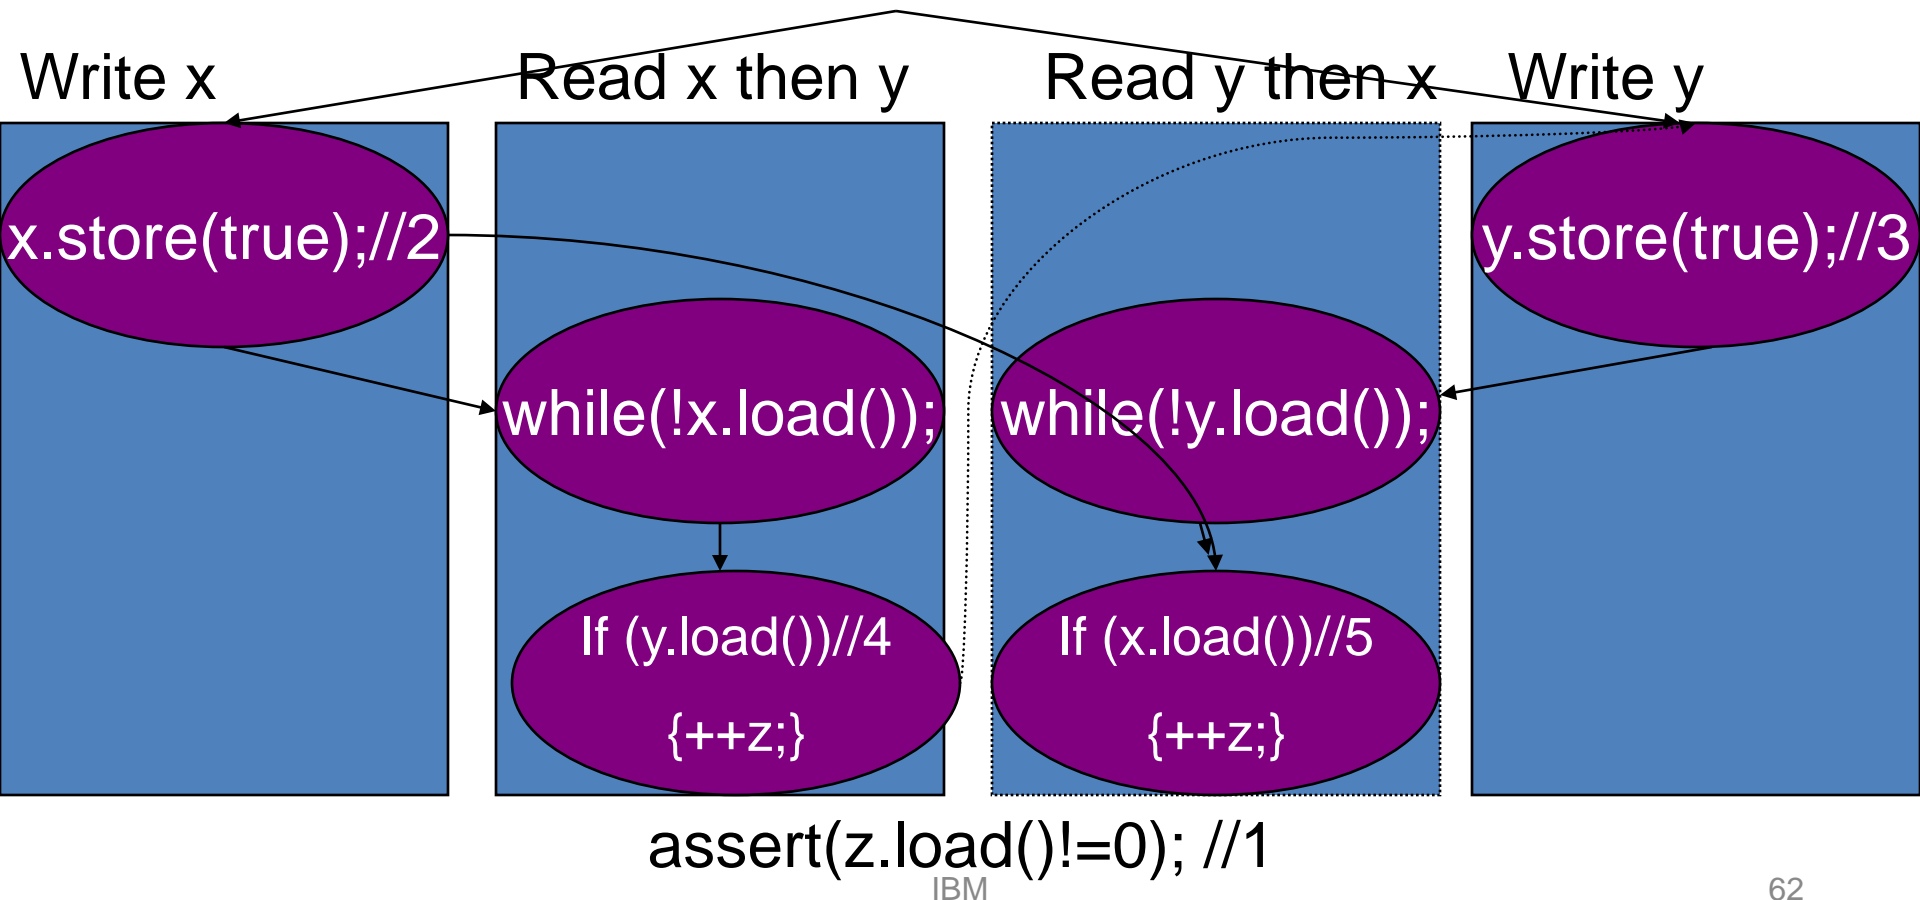 Write x
Read x then y
Read y then x
Write y
x.store(true);//2
y.store(true);//3
while(!x.load());
while(!y.load());
If (y.load())//4
{++z;}
If (x.load())//5
{++z;}
assert(z.load()!=0); //1
IBM
62